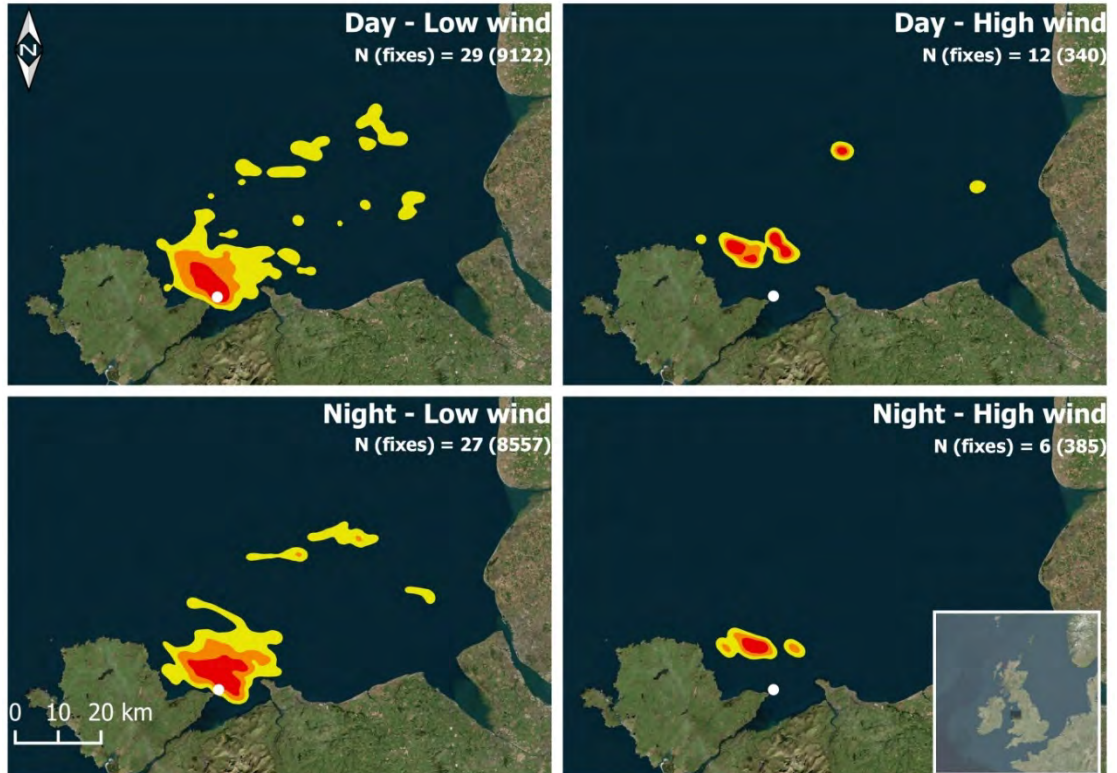 N
Day - Low wind
N (fixes) = 29 (9122)
Day - High wind
N (fixes) = 12 (340)
Night - Low wind
N (fixes) = 27 (8557)
0 10 20 km
Night - High wind
N (fixes) = 6 (385)